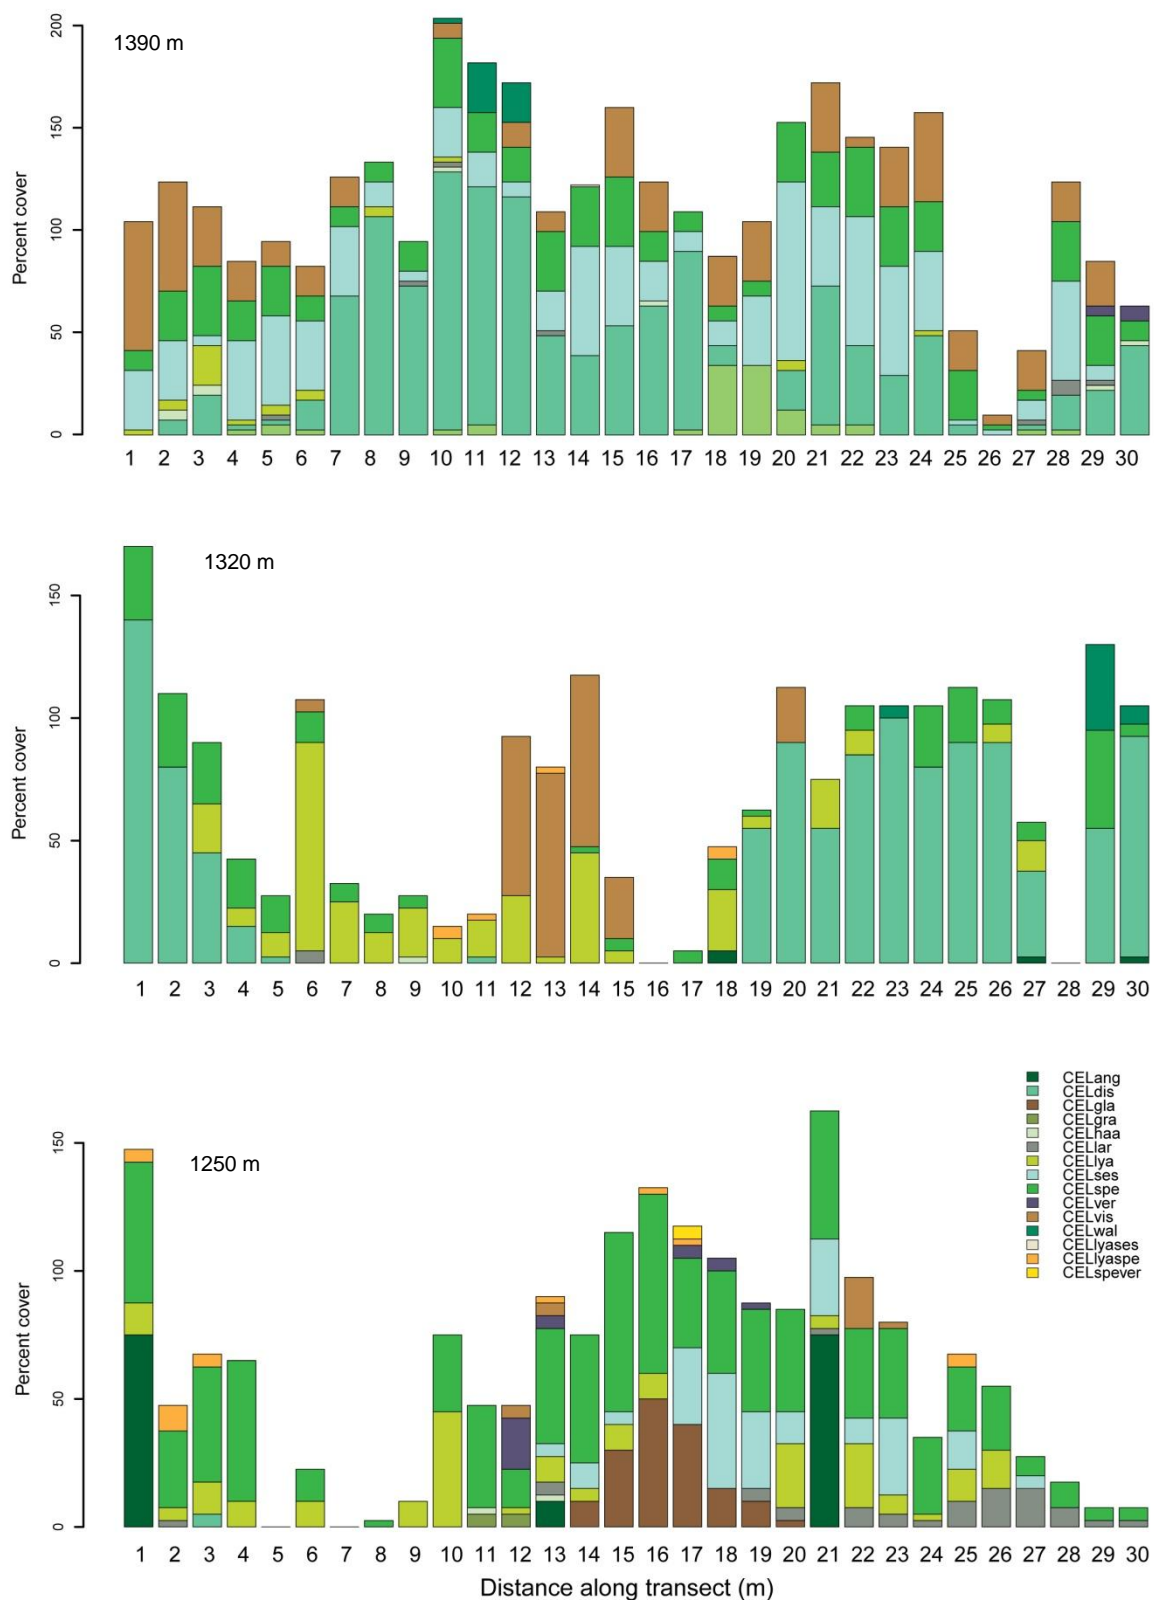 1390 m
Percent cover
200
150
100
50
0
1 2 3 4 5 6 7 8 9 10 11 12 13 14 15 16 17 18 19 20 21 22 23 24 25 26 27 28 29 30
1320 m
Percent cover
150
100
50
0
1 2 3 4 5 6 7 8 9 10 11 12 13 14 15 16 17 18 19 20 21 22 23 24 25 26 27 28 29 30
1250 m
Percent cover
150
100
50
0
CELang
CELdis
CELgla
CELgra
CELhaa
CELlar
CELlya
CELses
CELspe
CELver
CELvis
CELwal
CELlyases
CELlyaspe
CELspever
1 2 3 4 5 6 7 8 9 10 11 12 13 14 15 16 17 18 19 20 21 22 23 24 25 26 27 28 29 30
Distance along transect (m)